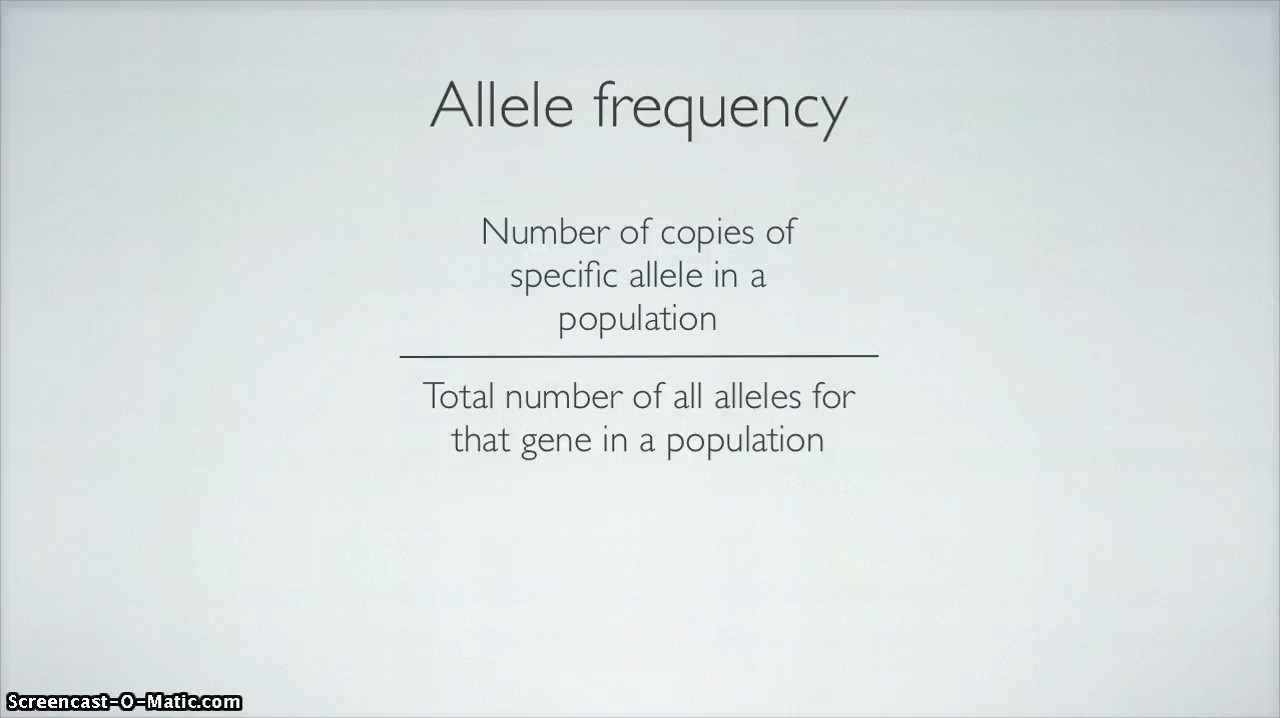 Allele frequency
Number of copies of
specific allele in a
population
Total number of all alleles for
that gene in a population
Screencast-O-Matic.com